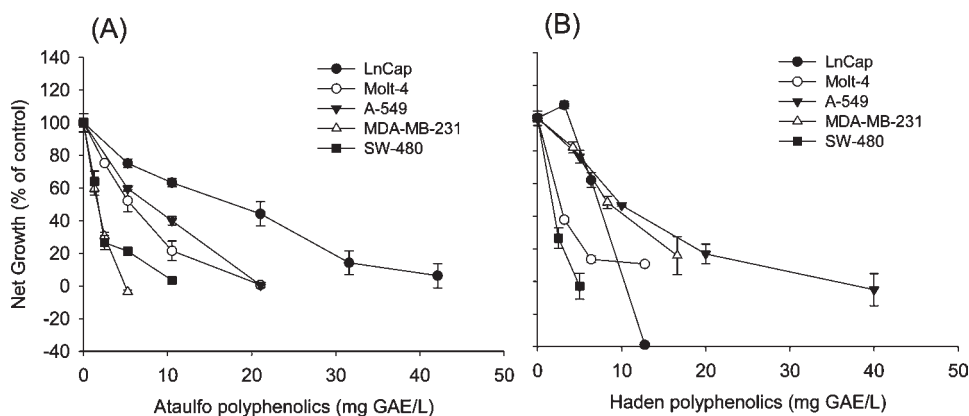 (A)
Net Growth (% of control)
140
120
100
80
60
40
20
0
-20
-40
LnCap
Molt-4
A-549
MDA-MB-231
SW-480
0 10 20 30 40 50
Ataulfo polyphenolics (mg GAE/L)
(B)
LnCap
Molt-4
A-549
MDA-MB-231
SW-480
0 10 20 30 40 50
Haden polyphenolics (mg GAE/L)